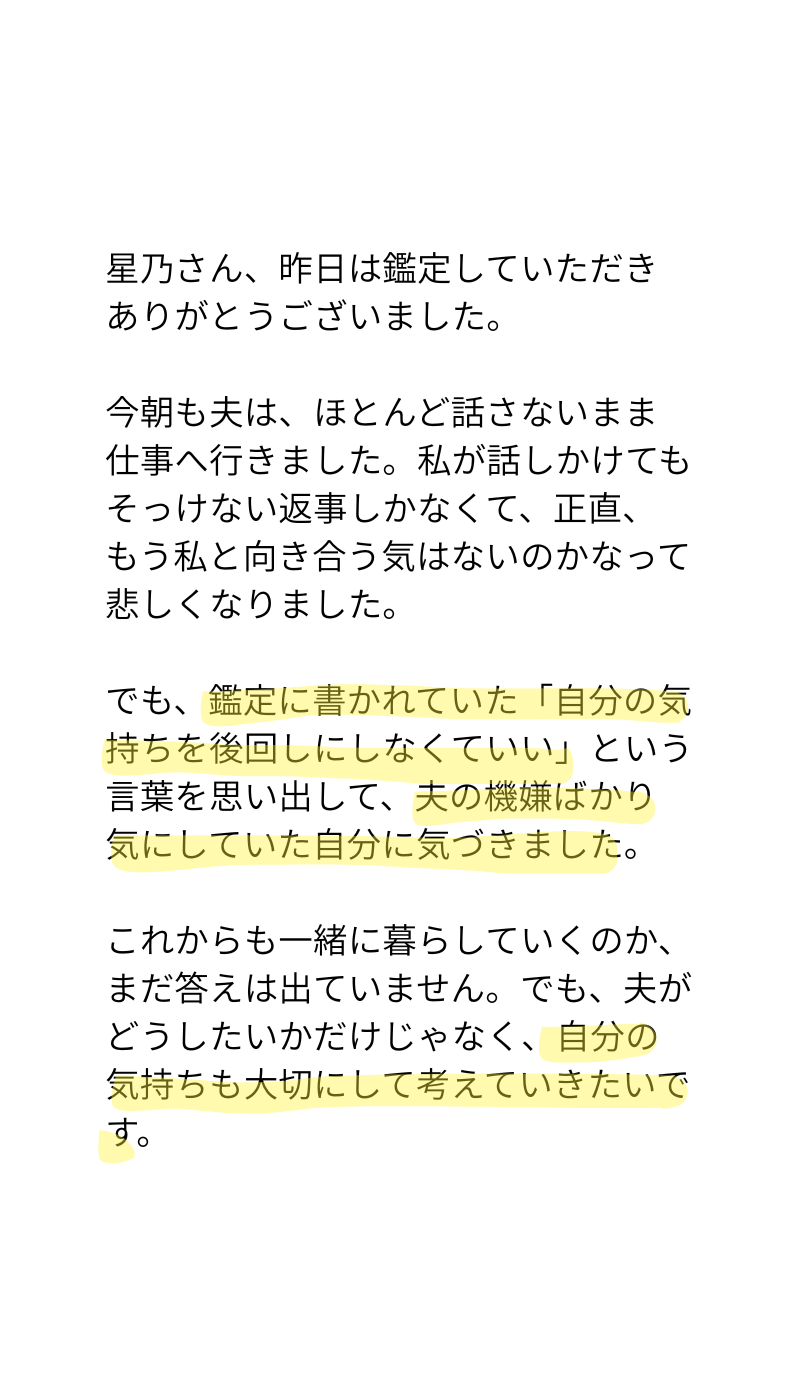 星乃さん、昨日は鑑定していただき
ありがとうございました。
今朝も夫は、ほとんど話さないまま
仕事へ行きました。私が話しかけても
そっけない返事しかなくて、正直、
もう私と向き合う気はないのかなって
悲しくなりました。
でも、鑑定に書かれていた「自分の気
持ちを後回しにしなくていい」という
言葉を思い出して、夫の機嫌ばかり
気にしていた自分に気づきました。
これからも一緒に暮らしていくのか、
まだ答えは出ていません。でも、夫が
どうしたいかだけじゃなく、自分の
気持ちも大切にして考えていきたいで
す。